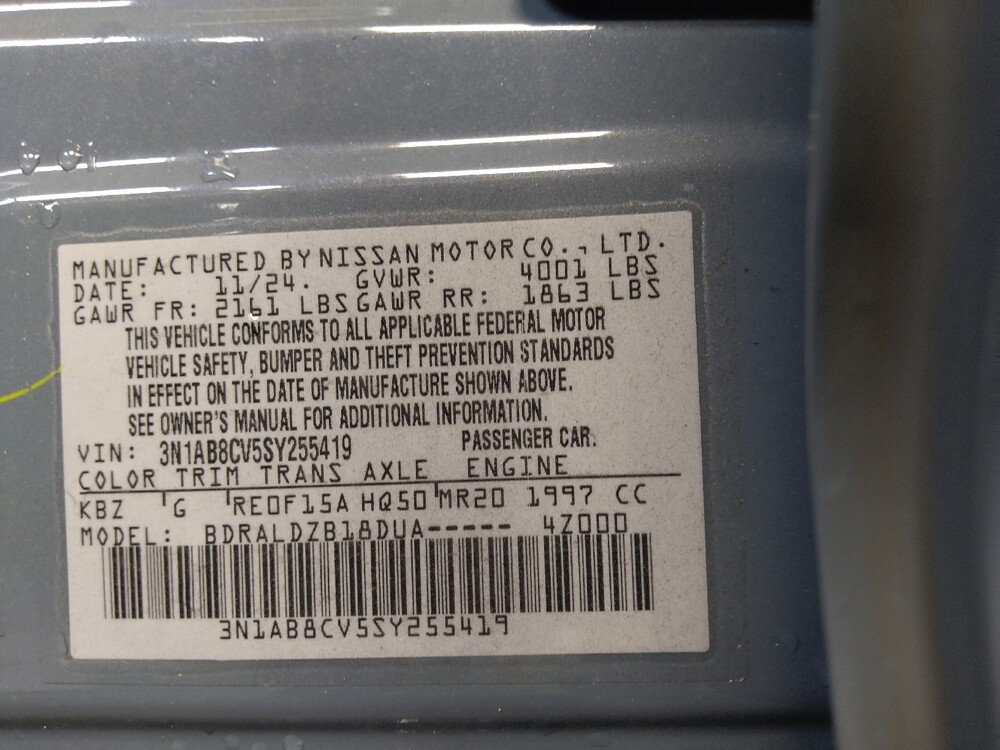 MANUFACTURED BY NISSAN MOTOR CO., LTD.
DATE: 11/24. GVWR: 4001 LBS
GAWR FR: 2161 LBS GAWR RR: 1863 LBS
THIS VEHICLE CONFORMS TO ALL APPLICABLE FEDERAL MOTOR
VEHICLE SAFETY, BUMPER AND THEFT PREVENTION STANDARDS
IN EFFECT ON THE DATE OF MANUFACTURE SHOWN ABOVE.
SEE OWNER'S MANUAL FOR ADDITIONAL INFORMATION.
VIN: 3N1AB8CV5SY255419 PASSENGER CAR.
COLOR TRIM TRANS AXLE ENGINE
KBZ G RE0F15A HQ50 MR20 1997 CC
MODEL: BDRALDZB18DUA----- 4Z000
3N1AB8CV5SY255419